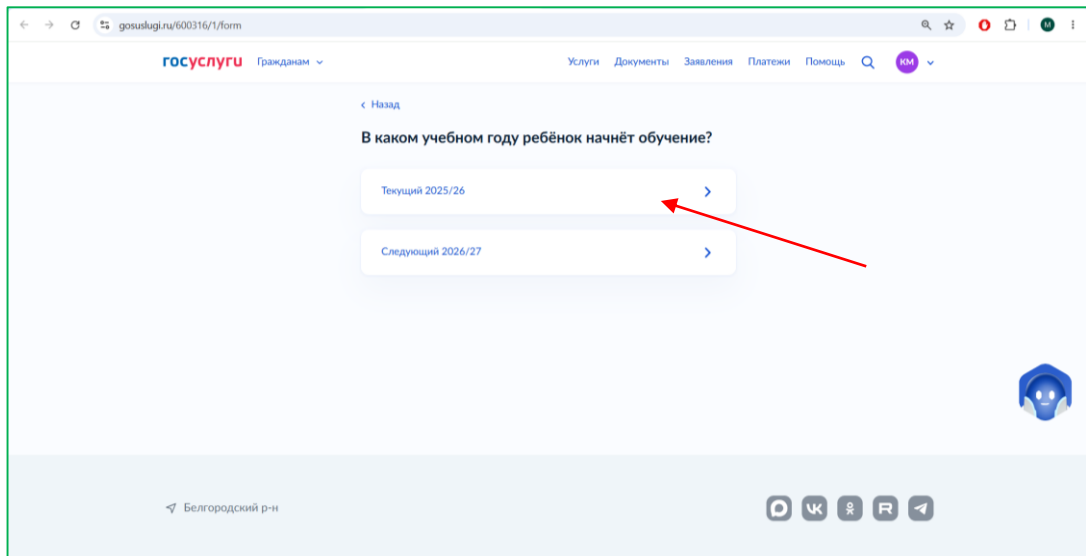 gosuslugi.ru/600316/1/form
M
госуслуги Гражданам Услуги Документы Заявления Платежи Помощь КМ
Назад
В каком учебном году ребёнок начнёт обучение?
Текущий 2025/26
Следующий 2026/27
Белгородский р-н